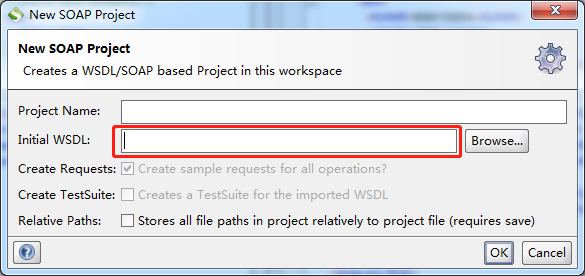 New SOAP Project
New SOAP Project
Creates a WSDL/SOAP based Project in this workspace
Project Name:
Initial WSDL: Browse...
Create Requests: Create sample requests for all operations?
Create TestSuite: Creates a TestSuite for the imported WSDL
Relative Paths: Stores all file paths in project relatively to project file (requires save)
? OK Cancel